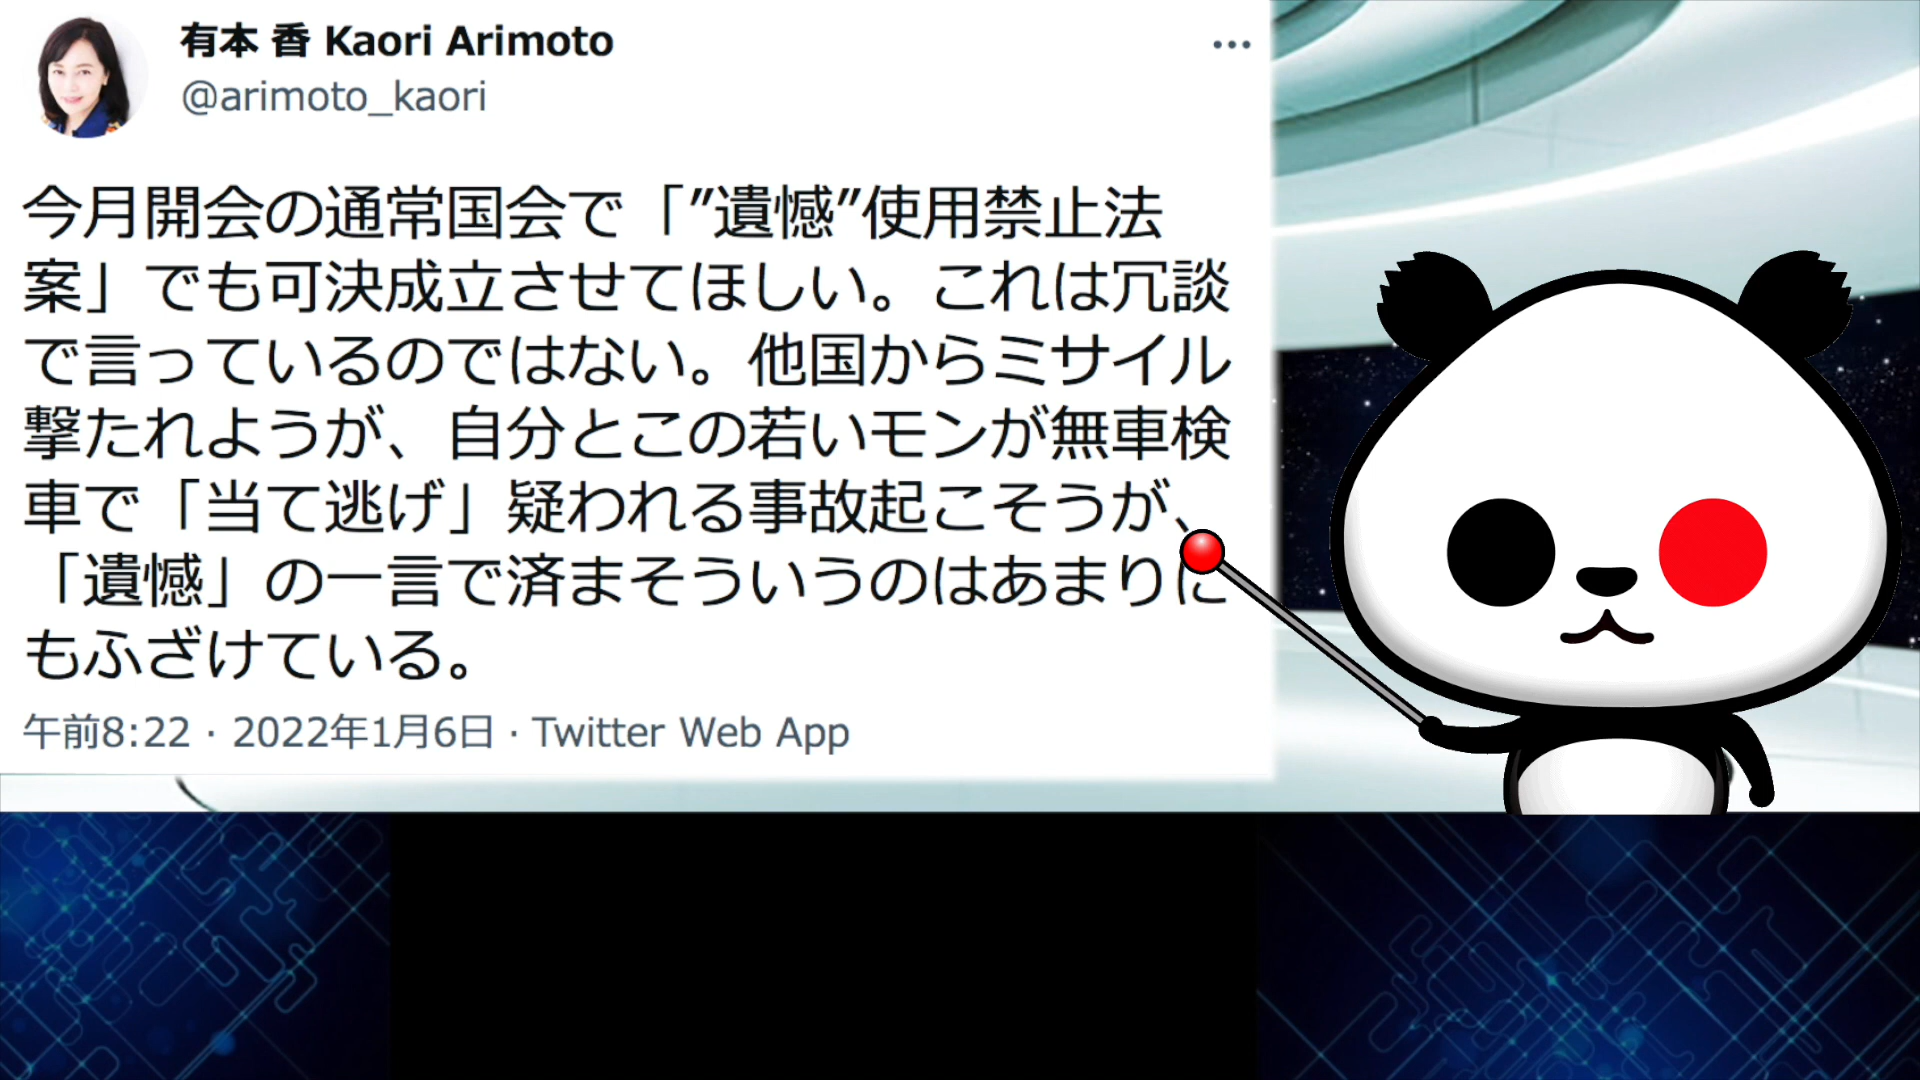 有本 香 Kaori Arimoto
@arimoto_kaori
今月開会の通常国会で「”遺憾”使用禁止法
案」でも可決成立させてほしい。これは冗談
で言っているのではない。他国からミサイル
撃たれようが、自分とこの若いモンが無車検
車で「当て逃げ」疑われる事故起こそうが、
「遺憾」の一言で済まそういうのはあまりに
もふざけている。
午前8:22 · 2022年1月6日 · Twitter Web App